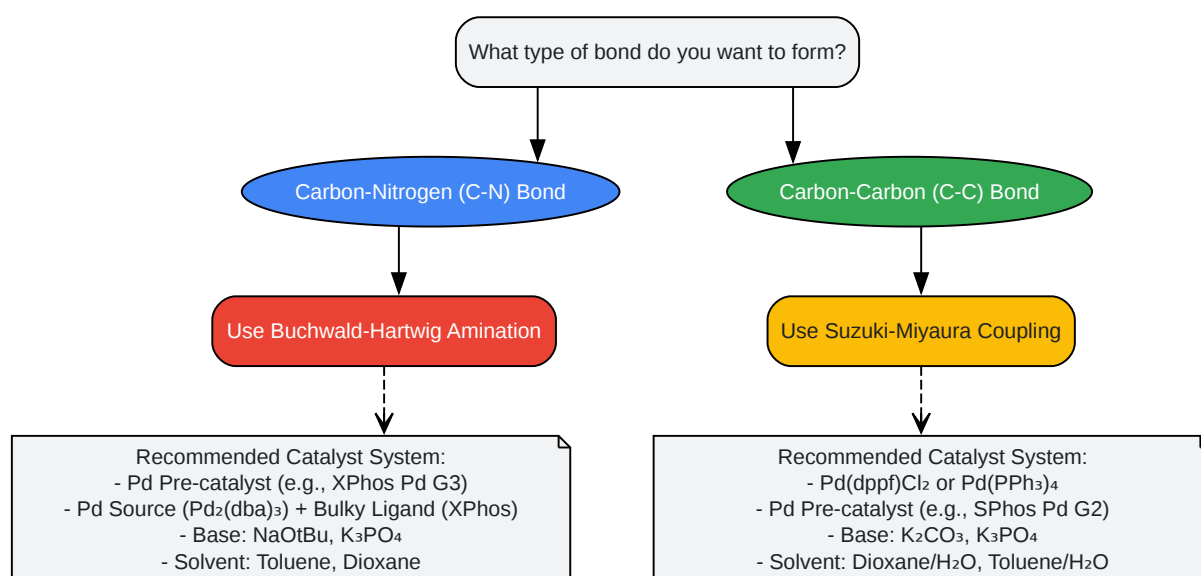 What type of bond do you want to form?
Carbon-Nitrogen (C-N) Bond
Carbon-Carbon (C-C) Bond
Use Buchwald-Hartwig Amination
Use Suzuki-Miyaura Coupling
Recommended Catalyst System:
- Pd Pre-catalyst (e.g., XPhos Pd G3)
- Pd Source (Pd₂(dba)₃) + Bulky Ligand (XPhos)
- Base: NaOtBu, K₃PO₄
- Solvent: Toluene, Dioxane
Recommended Catalyst System:
- Pd(dppf)Cl₂ or Pd(PPh₃)₄
- Pd Pre-catalyst (e.g., SPhos Pd G2)
- Base: K₂CO₃, K₃PO₄
- Solvent: Dioxane/H₂O, Toluene/H₂O